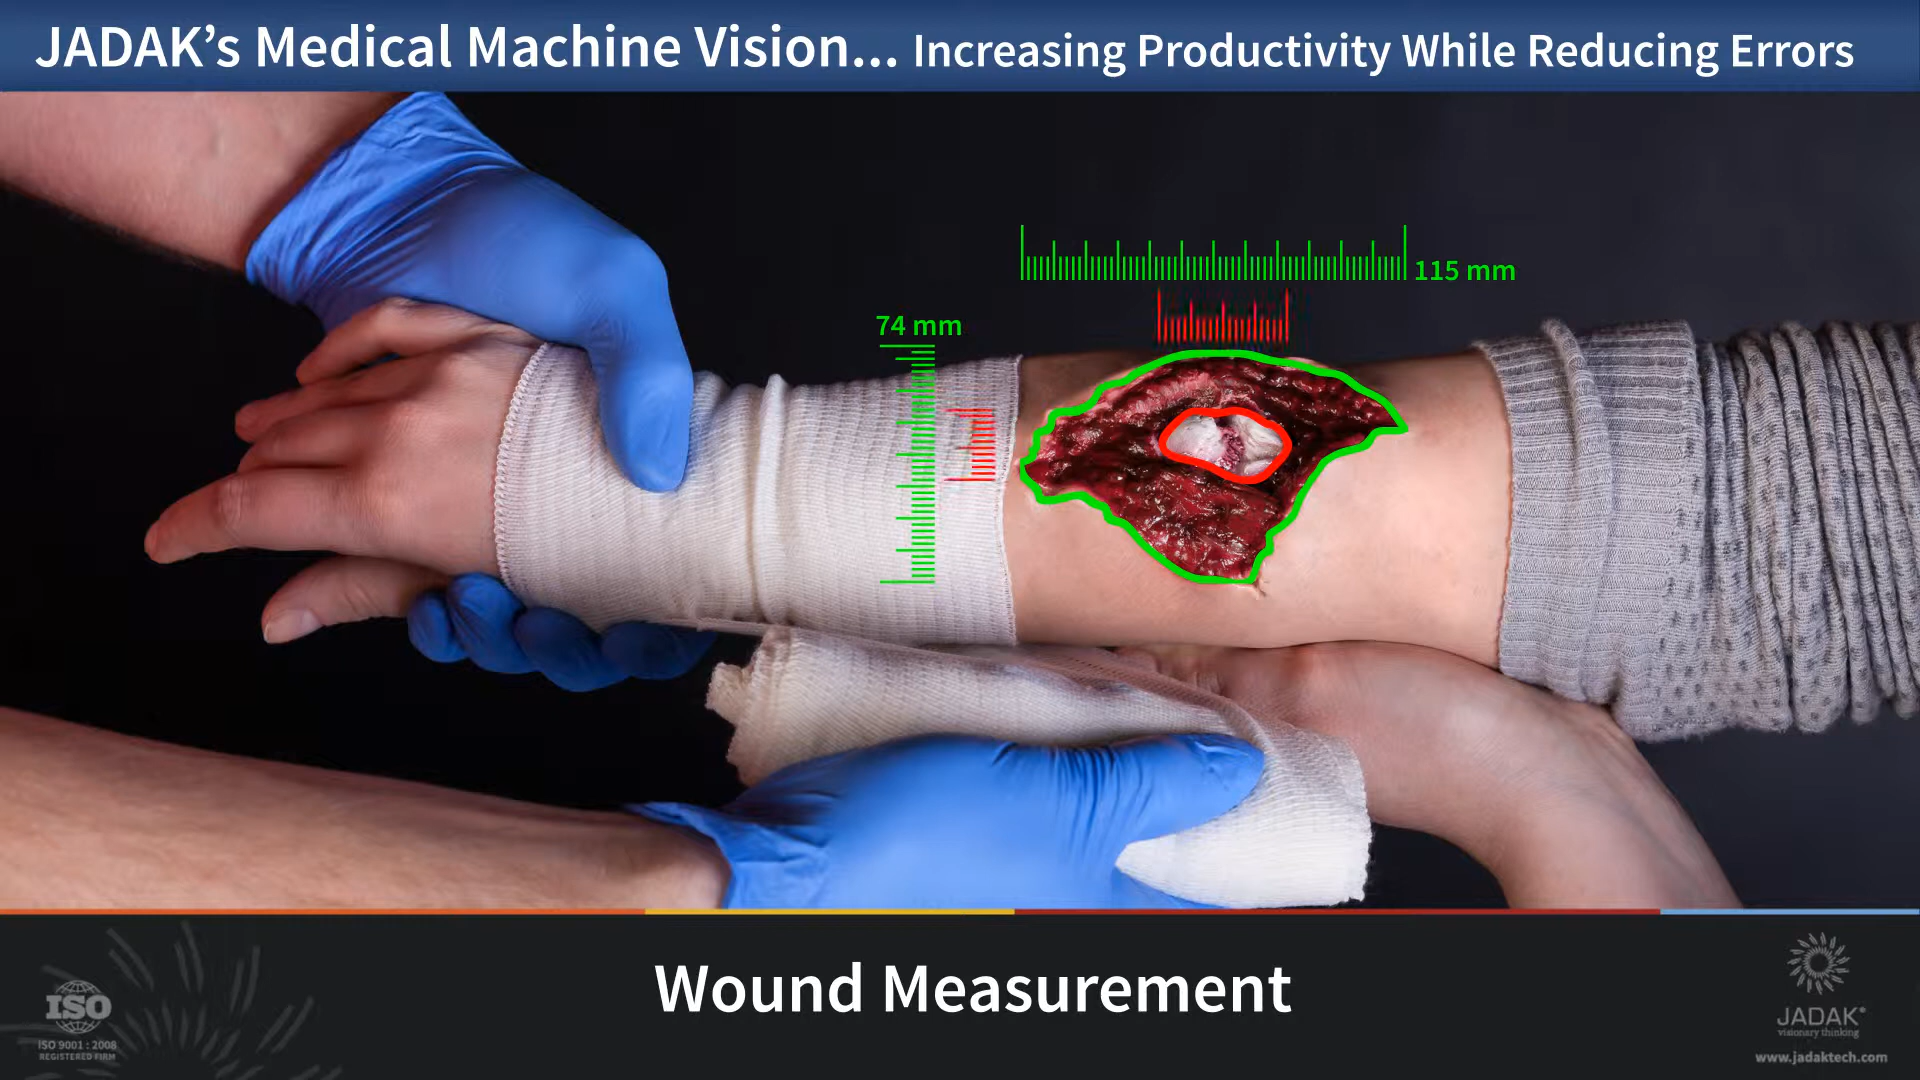 JADAK’s Medical Machine Vision... Increasing Productivity While Reducing Errors
115 mm
74 mm
Wound Measurement
ISO
ISO 9001 : 2008
REGISTERED FIRM
JADAK®
visionary thinking
www.jadaktech.com